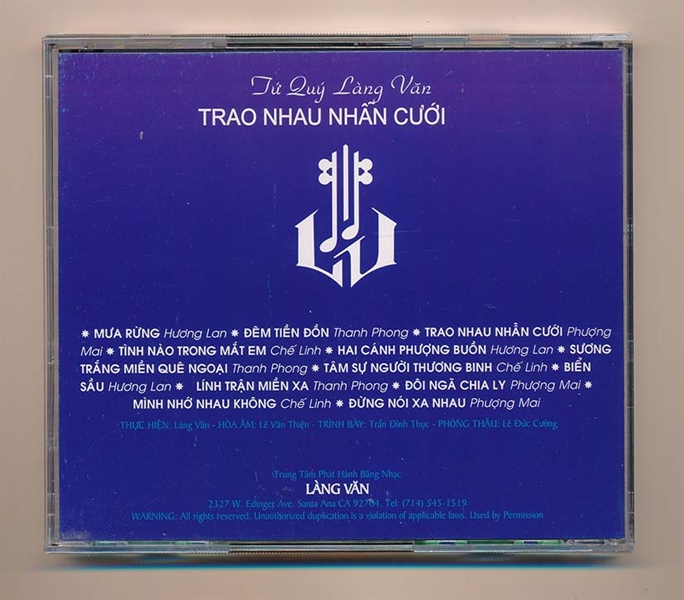 Tứ Quý Làng Văn
TRAO NHAU NHẪN CƯỚI
LV
✸ MƯA RỪNG Hương Lan ✸ ĐÊM TIỀN ĐỒN Thanh Phong ✸ TRAO NHAU NHẪN CƯỚI Phượng
Mai ✸ TÌNH NÀO TRONG MẮT EM Chế Linh ✸ HAI CÁNH PHƯỢNG BUỒN Hương Lan ✸ SƯƠNG
TRẮNG MIỀN QUÊ NGOẠI Thanh Phong ✸ TÂM SỰ NGƯỜI THƯƠNG BINH Chế Linh ✸ BIỂN
SẦU Hương Lan ✸ LÍNH TRẬN MIỀN XA Thanh Phong ✸ ĐÔI NGÃ CHIA LY Phượng Mai ✸
MÌNH NHỚ NHAU KHÔNG Chế Linh ✸ ĐỪNG NÓI XA NHAU Phượng Mai
THỰC HIỆN: Làng Văn - HÒA ÂM: Lê Văn Thiện - TRÌNH BÀY: Trần Đình Thục - PHÒNG THÂU: Lê Đức Cường
Trung Tâm Phát Hành Băng Nhạc
LÀNG VĂN
2327 W. Edinger Ave. Santa Ana CA 92704. Tel: (714) 545-1519.
WARNING: All rights reserved. Unauthorized duplication is a violation of applicable laws. Used by Permission